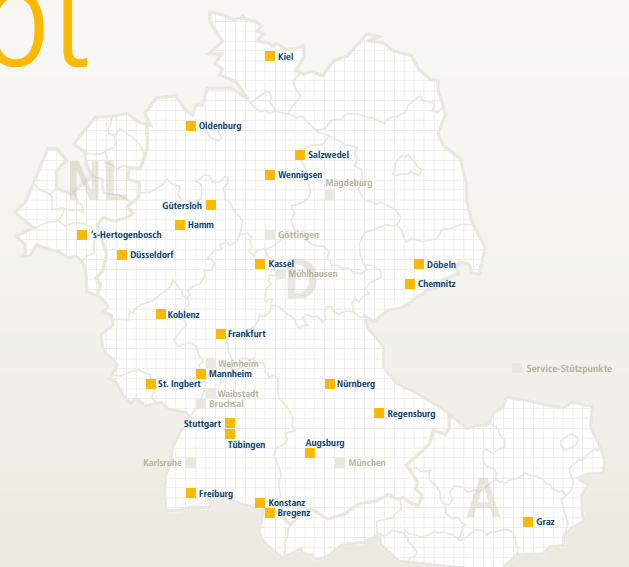 ot
Kiel
Oldenburg
Salzwedel
Wennigsen
Magdeburg
NL
Gütersloh
Hamm
's-Hertogenbosch
Göttingen
Düsseldorf
Kassel
Mühlhausen
D
Döbeln
Chemnitz
Koblenz
Frankfurt
Weinheim
Mannheim
St. Ingbert
Nürnberg
Service-Stützpunkte
Waibstadt
Bruchsal
Regensburg
Stuttgart
Tübingen
Augsburg
Karlsruhe
München
Freiburg
A
Konstanz
Bregenz
Graz